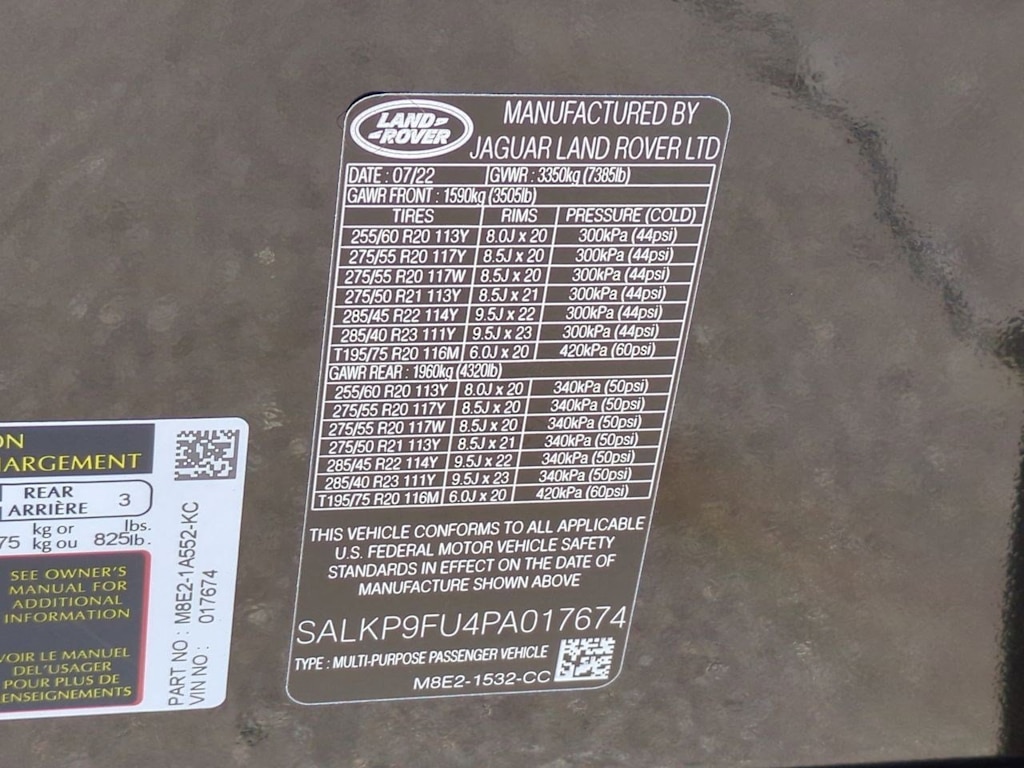 LAND-
-ROVER
MANUFACTURED BY
JAGUAR LAND ROVER LTD
DATE : 07/22 GVWR : 3350kg (7385lb)
GAWR FRONT : 1590kg (3505lb)
TIRES RIMS PRESSURE (COLD)
255/60 R20 113Y 8.0J x 20 300kPa (44psi)
275/55 R20 117Y 8.5J x 20 300kPa (44psi)
275/55 R20 117W 8.5J x 20 300kPa (44psi)
275/50 R21 113Y 8.5J x 21 300kPa (44psi)
285/45 R22 114Y 9.5J x 22 300kPa (44psi)
285/40 R23 111Y 9.5J x 23 300kPa (44psi)
T195/75 R20 116M 6.0J x 20 420kPa (60psi)
GAWR REAR : 1960kg (4320lb)
255/60 R20 113Y 8.0J x 20 340kPa (50psi)
275/55 R20 117Y 8.5J x 20 340kPa (50psi)
275/55 R20 117W 8.5J x 20 340kPa (50psi)
275/50 R21 113Y 8.5J x 21 340kPa (50psi)
285/45 R22 114Y 9.5J x 22 340kPa (50psi)
285/40 R23 111Y 9.5J x 23 340kPa (50psi)
T195/75 R20 116M 6.0J x 20 420kPa (60psi)
THIS VEHICLE CONFORMS TO ALL APPLICABLE
U.S. FEDERAL MOTOR VEHICLE SAFETY
STANDARDS IN EFFECT ON THE DATE OF
MANUFACTURE SHOWN ABOVE
SALKP9FU4PA017674
TYPE : MULTI-PURPOSE PASSENGER VEHICLE
M8E2-1532-CC
ON
HARGEMENT
REAR
ARRIÈRE 3
75 kg or lbs.
kg ou 825lb.
SEE OWNER'S
MANUAL FOR
ADDITIONAL
INFORMATION
VOIR LE MANUEL
DEL'USAGER
POUR PLUS DE
ENSEIGNEMENTS
PART NO : M8E2-1A552-KC
VIN NO : 017674